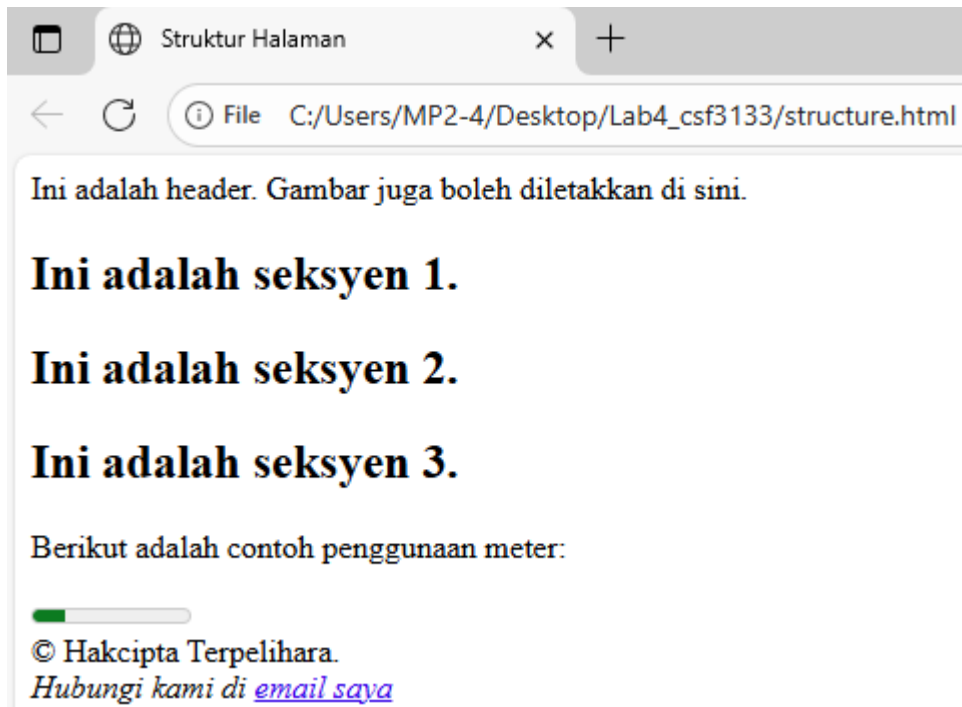 Struktur Halaman
File C:/Users/MP2-4/Desktop/Lab4_csf3133/structure.html
Ini adalah header. Gambar juga boleh diletakkan di sini.
Ini adalah seksyen 1.
Ini adalah seksyen 2.
Ini adalah seksyen 3.
Berikut adalah contoh penggunaan meter:
© Hakcipta Terpelihara.
Hubungi kami di email saya